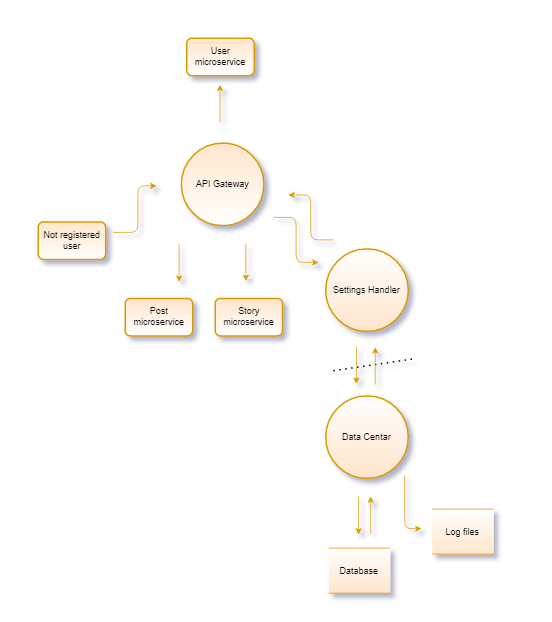 User
microservice
API Gateway
Not registered
user
Settings Handler
Post
microservice
Story
microservice
Data Centar
Log files
Database